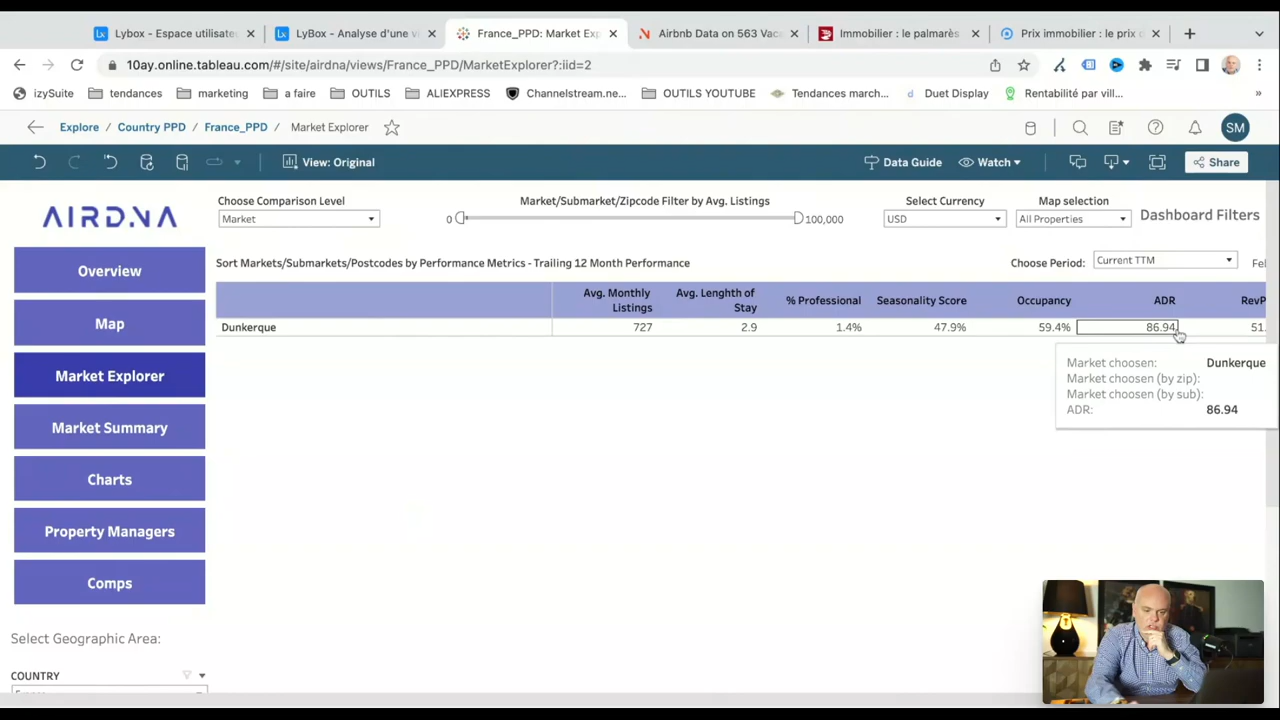 Lybox - Espace utilisate
LyBox - Analyse d'une vi
France_PPD: Market Exp
Airbnb Data on 563 Vaca
Immobilier : le palmarès
Prix immobilier : le prix d
10ay.online.tableau.com/#/site/airdna/views/France_PPD/MarketExplorer?:iid=2
izySuite
tendances
marketing
a faire
OUTILS
ALIEXPRESS
Channelstream.ne...
OUTILS YOUTUBE
Tendances march...
Duet Display
Rentabilité par vill...
»
Explore / Country PPD / France_PPD / Market Explorer
SM
View: Original
Data Guide
Watch
Share
AIRDNA
Choose Comparison Level
Market
Market/Submarket/Zipcode Filter by Avg. Listings
0
100,000
Select Currency
USD
Map selection
All Properties
Dashboard Filters
Sort Markets/Submarkets/Postcodes by Performance Metrics - Trailing 12 Month Performance
Choose Period:
Current TTM
Fel
Avg. Monthly Listings
Avg. Lenghth of Stay
% Professional
Seasonality Score
Occupancy
ADR
RevP
Dunkerque 727 2.9 1.4% 47.9% 59.4% 86.94 51.
Market choosen: Dunkerque
Market choosen (by zip):
Market choosen (by sub):
ADR: 86.94
Overview
Map
Market Explorer
Market Summary
Charts
Property Managers
Comps
Select Geographic Area:
COUNTRY